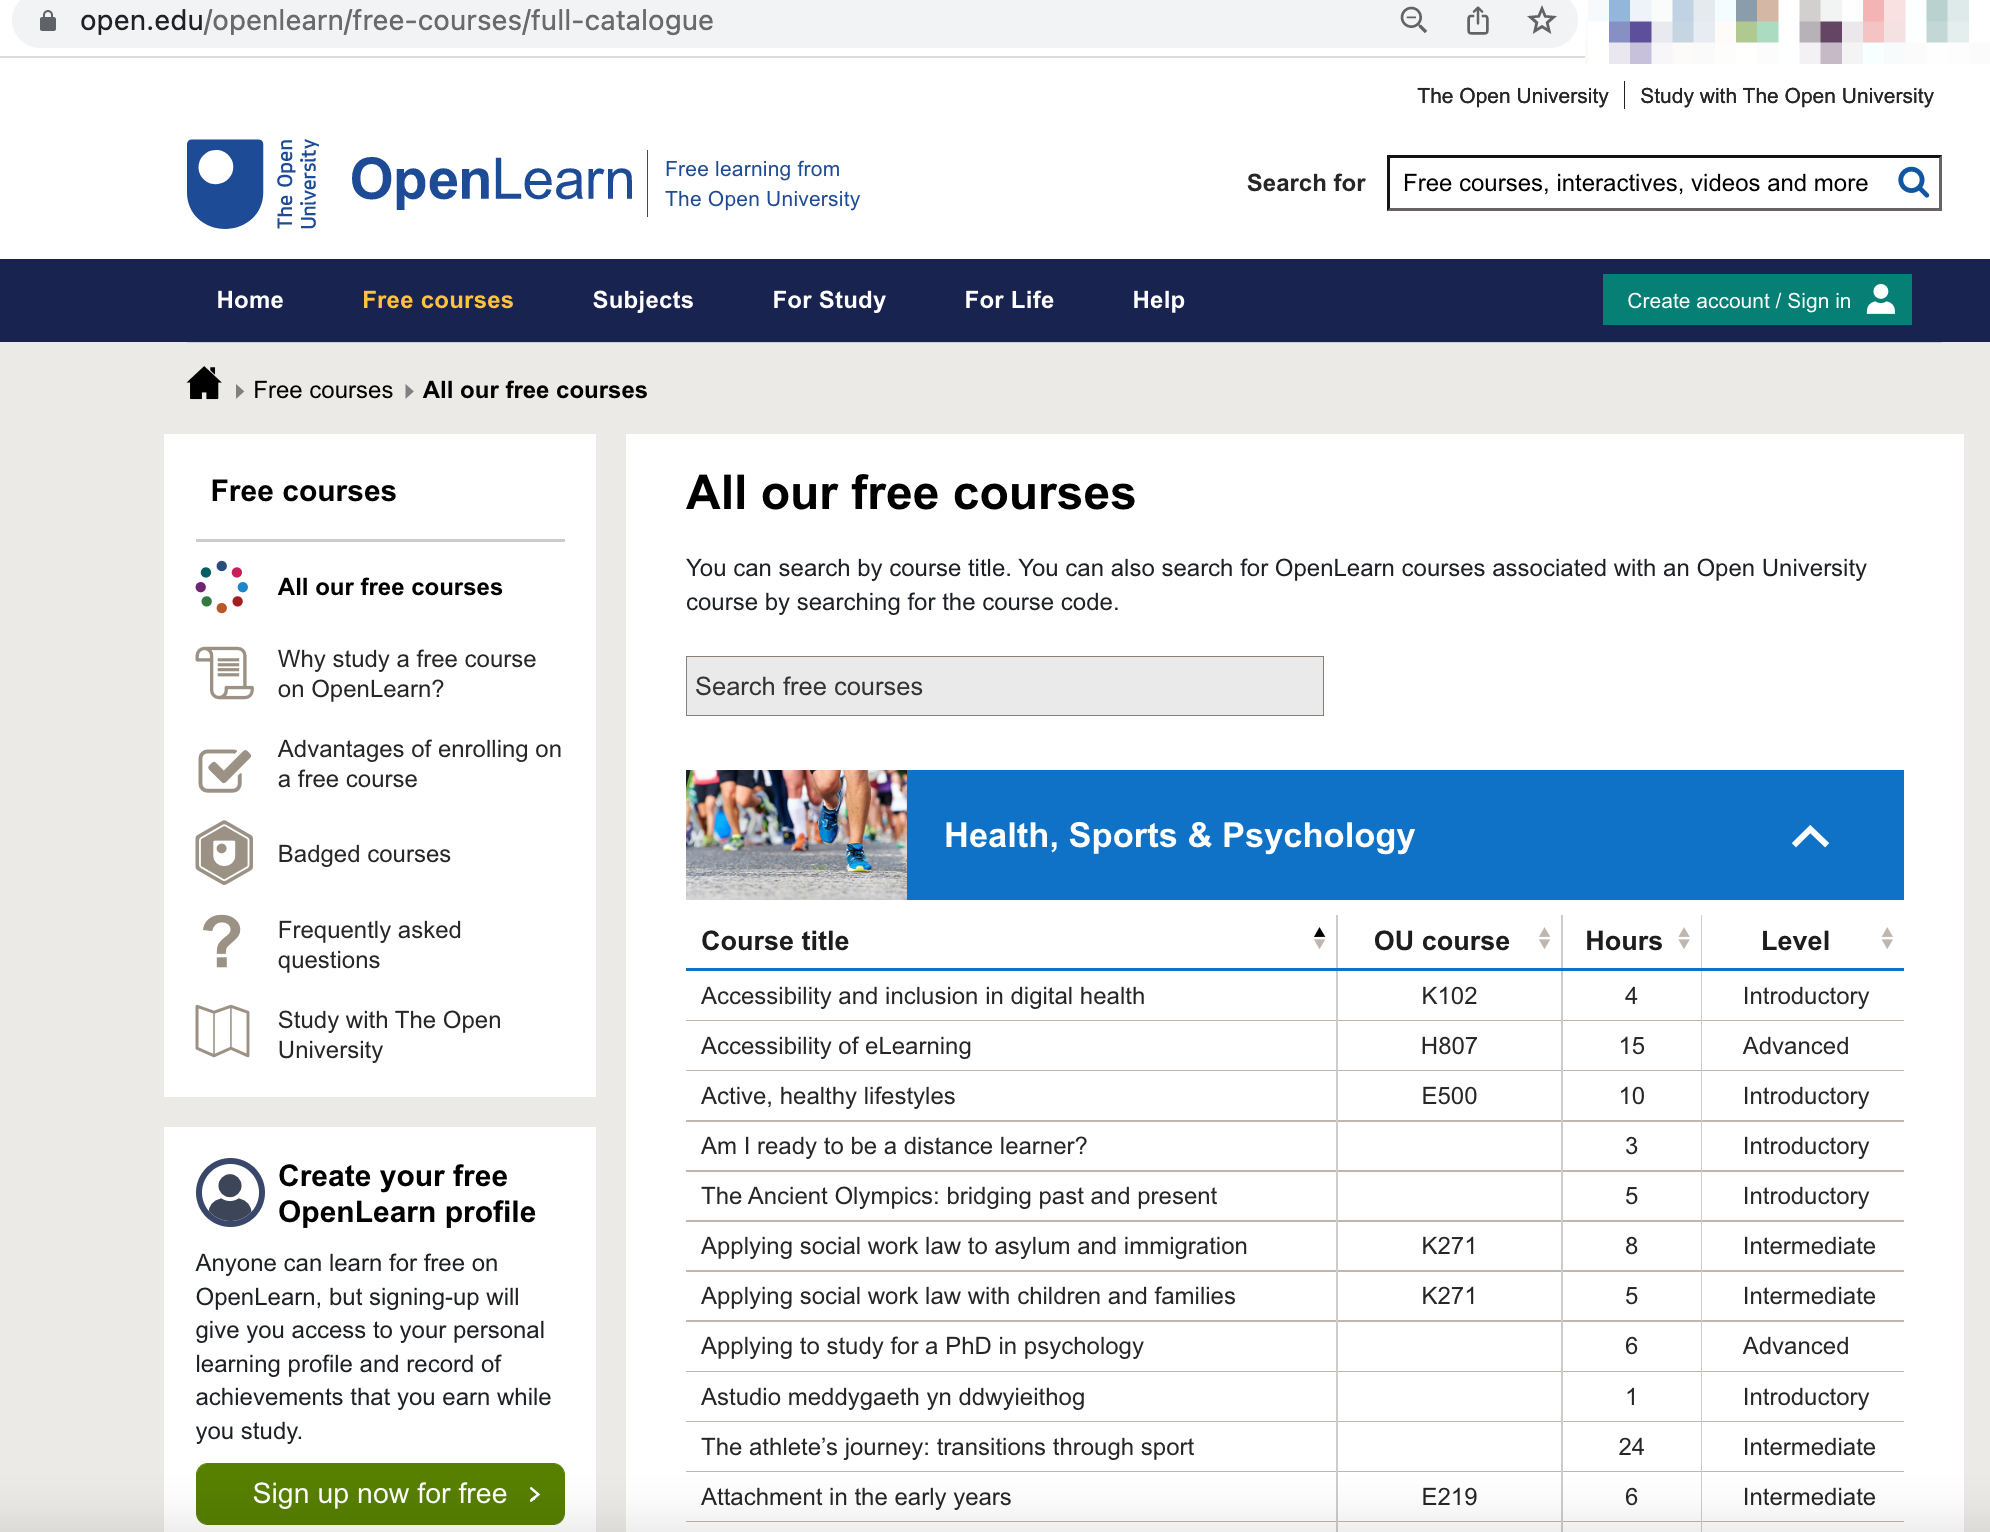 open.edu/openlearn/free-courses/full-catalogue
The Open University
Study with The Open University
The Open
University
OpenLearn
Free learning from
The Open University
Search for
Free courses, interactives, videos and more
Home
Free courses
Subjects
For Study
For Life
Help
Create account / Sign in
Free courses
All our free courses
Free courses
All our free courses
Why study a free course
on OpenLearn?
Advantages of enrolling on
a free course
Badged courses
Frequently asked
questions
Study with The Open
University
Create your free
OpenLearn profile
Anyone can learn for free on
OpenLearn, but signing-up will
give you access to your personal
learning profile and record of
achievements that you earn while
you study.
Sign up now for free
All our free courses
You can search by course title. You can also search for OpenLearn courses associated with an Open University
course by searching for the course code.
Search free courses
Health, Sports & Psychology
Course title OU course Hours Level
Accessibility and inclusion in digital health K102 4 Introductory
Accessibility of eLearning H807 15 Advanced
Active, healthy lifestyles E500 10 Introductory
Am I ready to be a distance learner? 3 Introductory
The Ancient Olympics: bridging past and present 5 Introductory
Applying social work law to asylum and immigration K271 8 Intermediate
Applying social work law with children and families K271 5 Intermediate
Applying to study for a PhD in psychology 6 Advanced
Astudio meddygaeth yn ddwyieithog 1 Introductory
The athlete’s journey: transitions through sport 24 Intermediate
Attachment in the early years E219 6 Intermediate